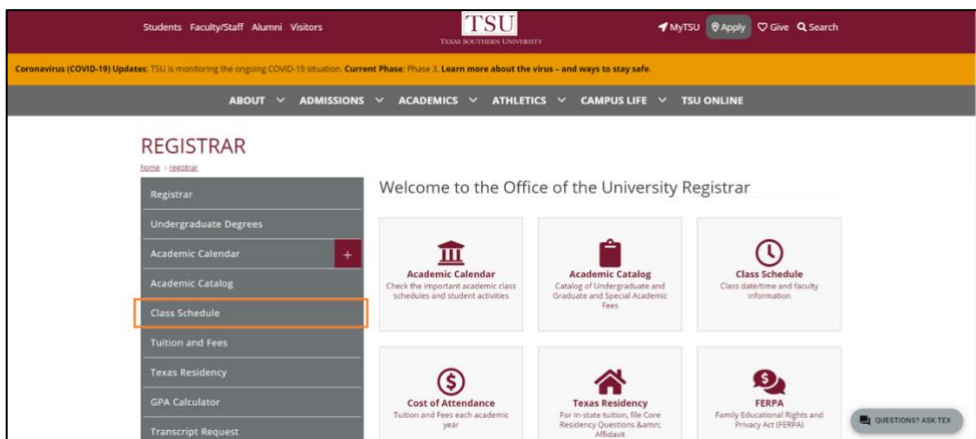 Students Faculty/Staff Alumni Visitors
TSU
TEXAS SOUTHERN UNIVERSITY
MyTSU Apply Give Search
Coronavirus (COVID-19) Updates: TSU is monitoring the ongoing COVID-19 situation. Current Phase: Phase 3. Learn more about the virus – and ways to stay safe.
ABOUT ADMISSIONS ACADEMICS ATHLETICS CAMPUS LIFE TSU ONLINE
REGISTRAR
home > registrar
Registrar
Undergraduate Degrees
Academic Calendar +
Academic Catalog
Class Schedule
Tuition and Fees
Texas Residency
GPA Calculator
Transcript Request
Welcome to the Office of the University Registrar
Academic Calendar
Check the important academic class
schedules and student activities
Academic Catalog
Catalog of Undergraduate and
Graduate and Special Academic
Fees
Class Schedule
Class date/time and faculty
information
Cost of Attendance
Tuition and Fees each academic
year
Texas Residency
For in-state tuition, file Core
Residency Questions &amnc
Affidavit
FERPA
Family Educational Rights and
Privacy Act (FERPA)
QUESTIONS? ASK TEX